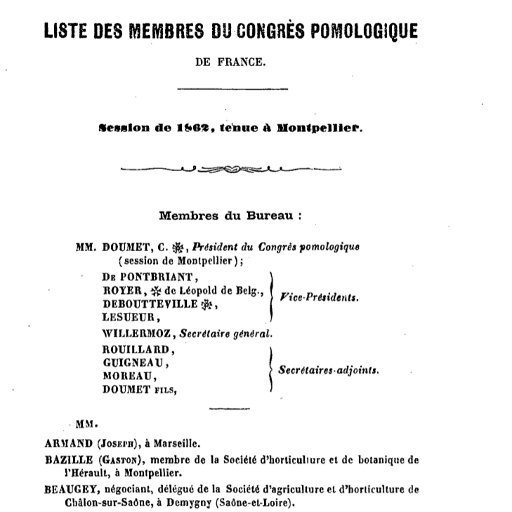 LISTE DES MEMBRES DU CONGRÈS POMOLOGIQUE
DE FRANCE.
Session de 1862, tenue à Montpellier.
Membres du Bureau :
MM. DOUMET, C. ✻, Président du Congrès pomologique
(session de Montpellier) ;
DE PONTBRIANT,
ROYER, ✻ de Léopold de Belg.,
DEBOUTTEVILLE ✻,
LESUEUR,
Vice-Présidents.
WILLERMOZ, Secrétaire général.
ROUILLARD,
GUIGNEAU,
MOREAU,
DOUMET FILS,
Secrétaires-adjoints.
MM.
ARMAND (JOSEPH), à Marseille.
BAZILLE (GASTON), membre de la Société d'horticulture et de botanique de
l'Hérault, à Montpellier.
BEAUGEY, négociant, délégué de la Société d'agriculture et d'horticulture de
Châlon-sur-Saône, à Demygny (Saône-et-Loire).